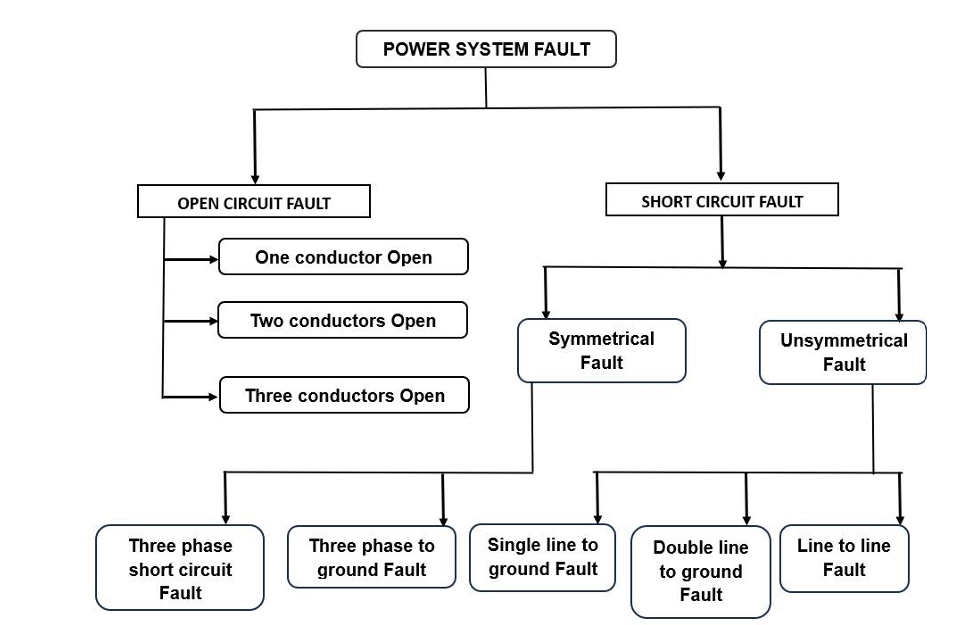 POWER SYSTEM FAULT
OPEN CIRCUIT FAULT
SHORT CIRCUIT FAULT
One conductor Open
Two conductors Open
Three conductors Open
Symmetrical
Fault
Unsymmetrical
Fault
Three phase
short circuit
Fault
Three phase to
ground Fault
Single line to
ground Fault
Double line
to ground
Fault
Line to line
Fault